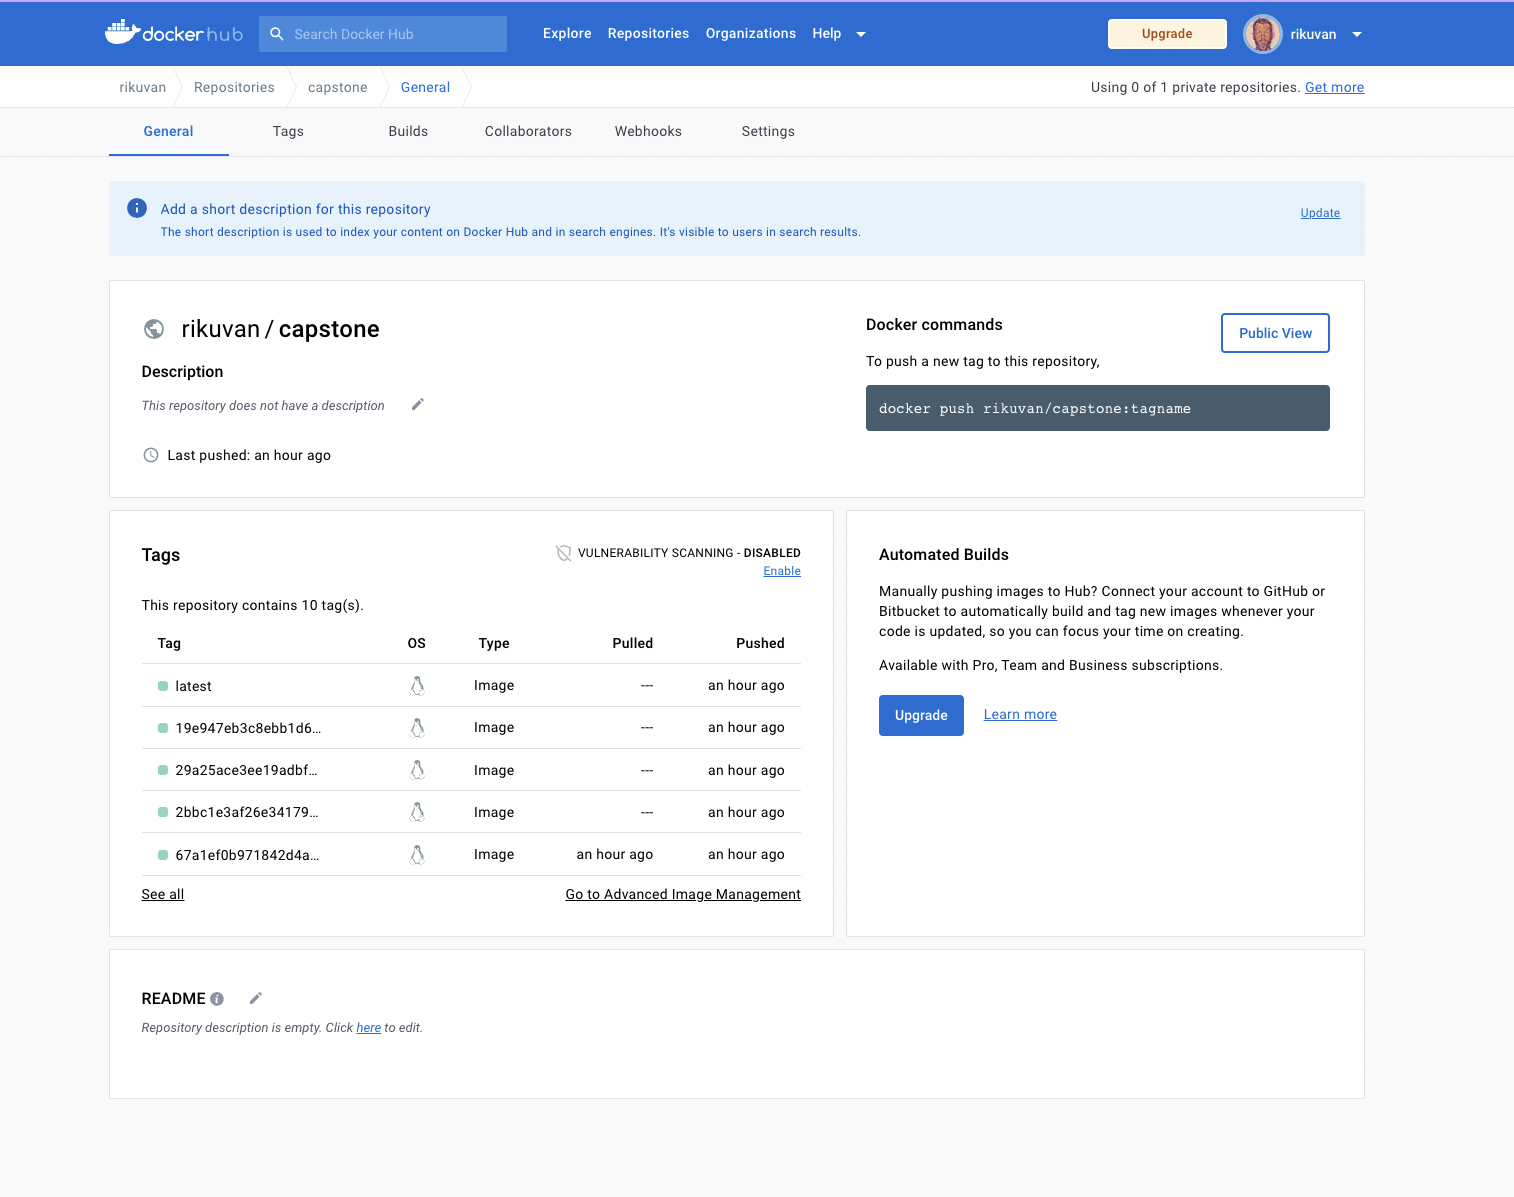 dockerhub
Search Docker Hub
Explore Repositories Organizations Help
Upgrade
rikuvan
rikuvan Repositories capstone General
Using 0 of 1 private repositories. Get more
General Tags Builds Collaborators Webhooks Settings
Add a short description for this repository
Update
The short description is used to index your content on Docker Hub and in search engines. It's visible to users in search results.
rikuvan / capstone
Description
This repository does not have a description
Last pushed: an hour ago
Docker commands
Public View
To push a new tag to this repository,
docker push rikuvan/capstone:tagname
Tags
VULNERABILITY SCANNING - DISABLED
Enable
This repository contains 10 tag(s).
Tag OS Type Pulled Pushed
latest Image --- an hour ago
19e947eb3c8ebb1d6… Image --- an hour ago
29a25ace3ee19adbf… Image --- an hour ago
2bbc1e3af26e34179… Image --- an hour ago
67a1ef0b971842d4a… Image an hour ago an hour ago
See all
Go to Advanced Image Management
Automated Builds
Manually pushing images to Hub? Connect your account to GitHub or
Bitbucket to automatically build and tag new images whenever your
code is updated, so you can focus your time on creating.
Available with Pro, Team and Business subscriptions.
Upgrade
Learn more
README
Repository description is empty. Click here to edit.